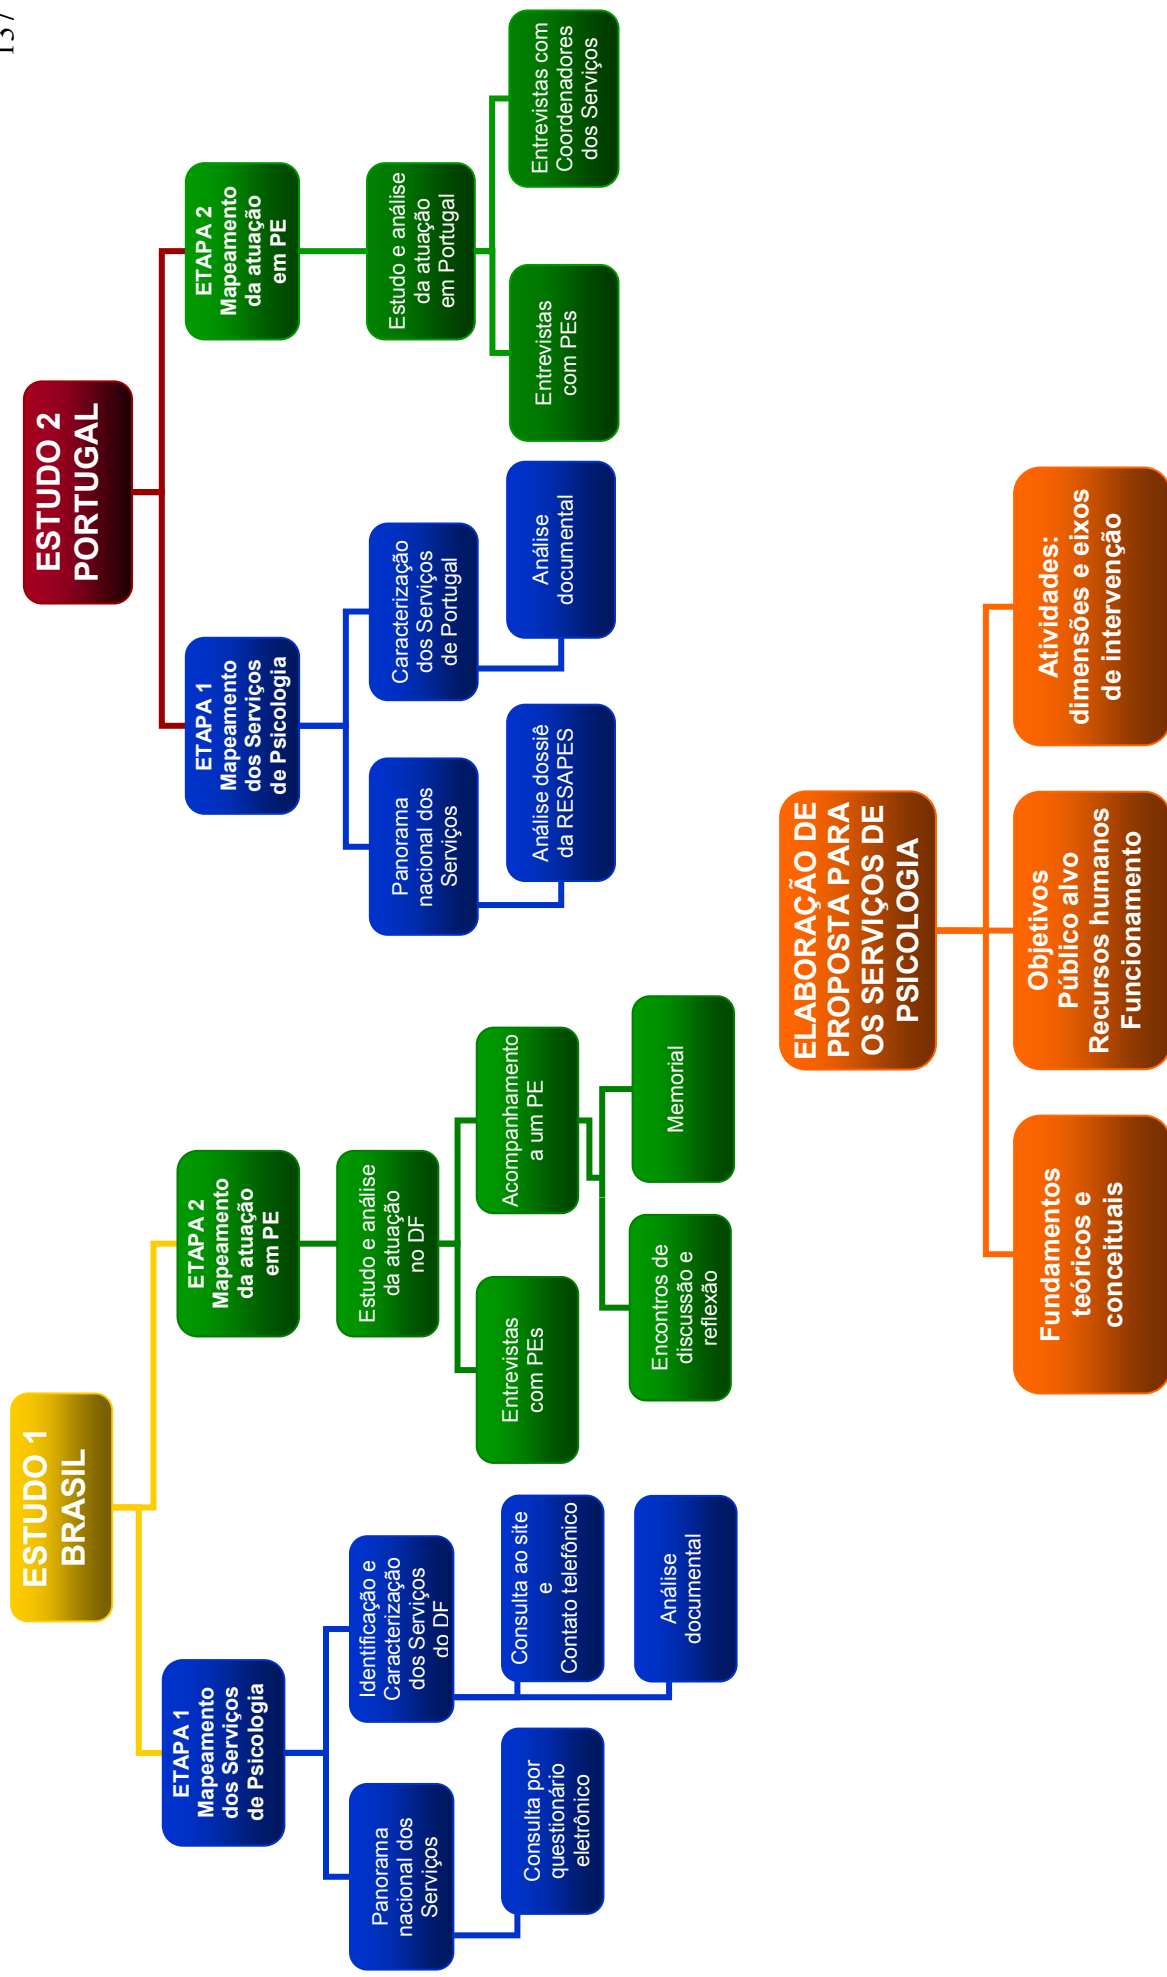 137
ESTUDO 1
BRASIL
ETAPA 1
Mapeamento
dos Serviços
de Psicologia
Panorama
nacional dos
Serviços
Consulta por
questionário
eletrônico
Identificação e
Caracterização
dos Serviços
do DF
Consulta ao site
e
Contato telefônico
Análise
documental
ETAPA 2
Mapeamento
da atuação
em PE
Estudo e análise
da atuação
no DF
Entrevistas
com PEs
Acompanhamento
a um PE
Encontros de
discussão e
reflexão
Memorial
ESTUDO 2
PORTUGAL
ETAPA 1
Mapeamento
dos Serviços
de Psicologia
Panorama
nacional dos
Serviços
Análise dossiê
da RESAPES
Caracterização
dos Serviços
de Portugal
Análise
documental
ETAPA 2
Mapeamento
da atuação
em PE
Estudo e análise
da atuação
em Portugal
Entrevistas
com PEs
Entrevistas com
Coordenadores
dos Serviços
ELABORAÇÃO DE
PROPOSTA PARA
OS SERVIÇOS DE
PSICOLOGIA
Fundamentos
teóricos e
conceituais
Objetivos
Público alvo
Recursos humanos
Funcionamento
Atividades:
dimensões e eixos
de intervenção